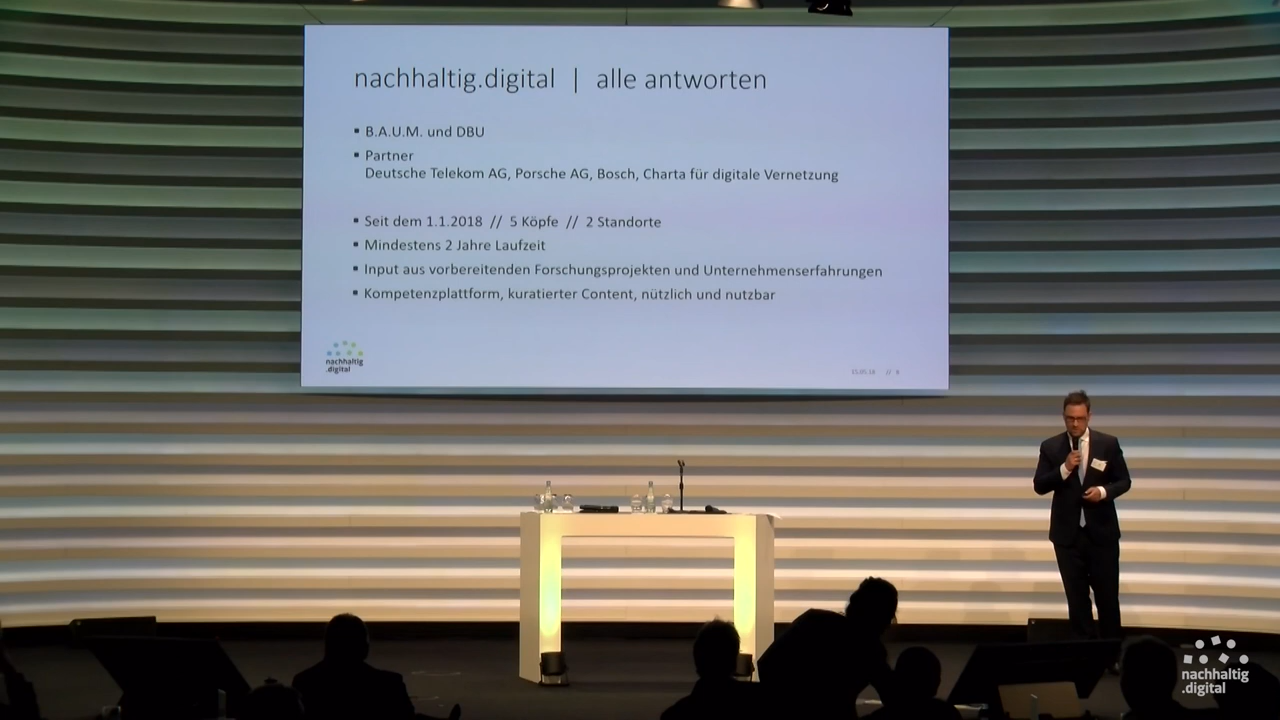 nachhaltig.digital | alle antworten
▪ B.A.U.M. und DBU
▪ Partner
Deutsche Telekom AG, Porsche AG, Bosch, Charta für digitale Vernetzung
▪ Seit dem 1.1.2018 // 5 Köpfe // 2 Standorte
▪ Mindestens 2 Jahre Laufzeit
▪ Input aus vorbereitenden Forschungsprojekten und Unternehmenserfahrungen
▪ Kompetenzplattform, kuratierter Content, nützlich und nutzbar
nachhaltig
.digital
nachhaltig
.digital